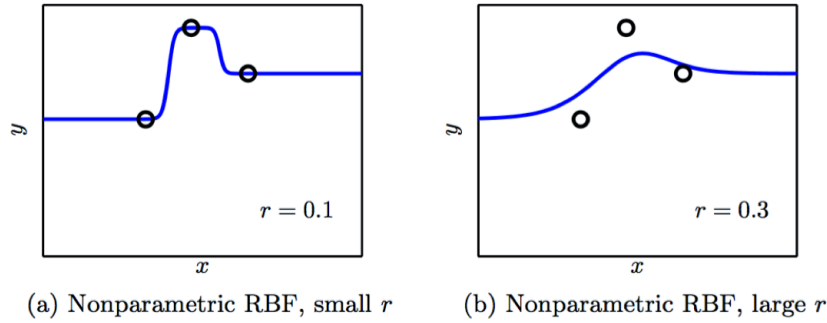 y
r = 0.1
x
(a) Nonparametric RBF, small r
y
r = 0.3
x
(b) Nonparametric RBF, large r